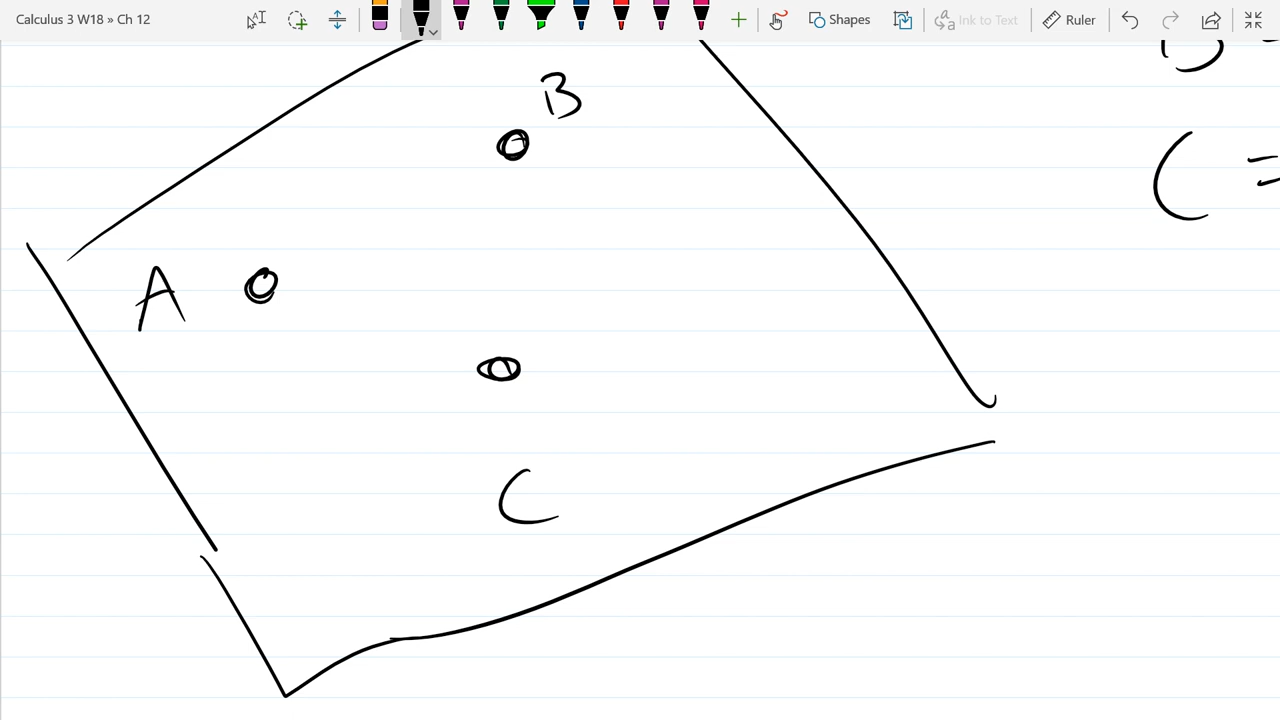 Calculus 3 W18 » Ch 12
Shapes
Ink to Text
Ruler
B
A
C
C =